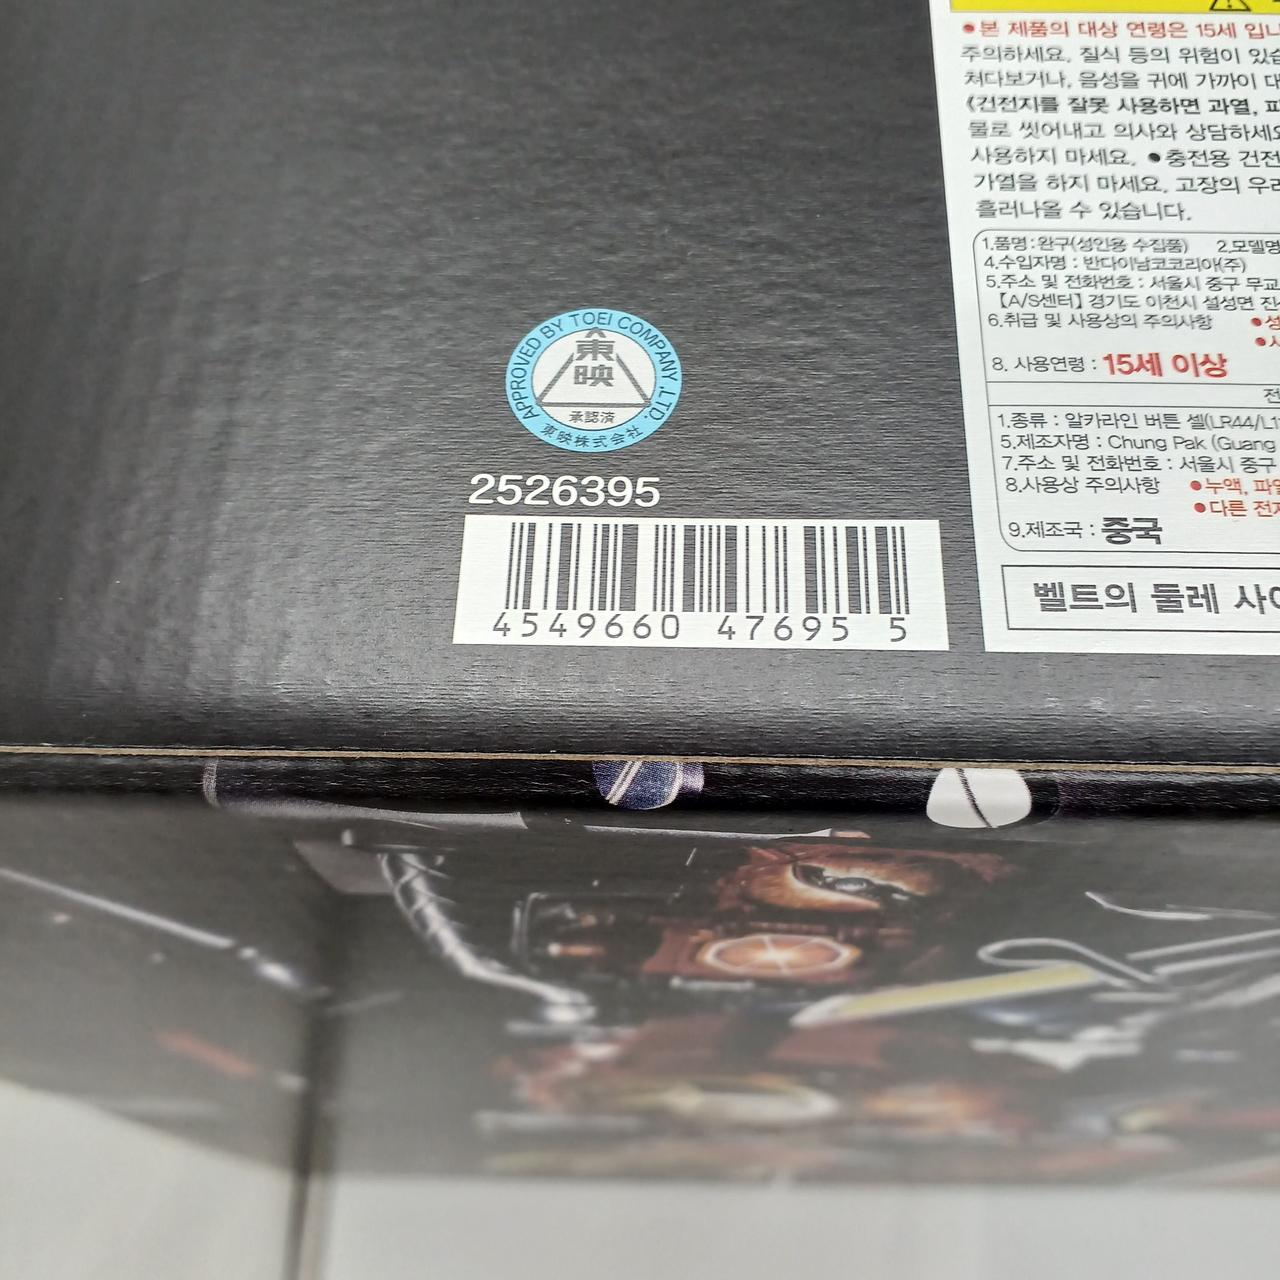 ●본 제품의 대상 연령은 15세 입니
주의하세요. 질식 등의 위험이 있습
쳐다보거나, 음성을 귀에 가까이 대
《건전지를 잘못 사용하면 과열, 파
물로 씻어내고 의사와 상담하세요
사용하지 마세요. ●충전용 건전
가열을 하지 마세요. 고장의 우려
흘러나올 수 있습니다.
1.품명:완구(성인용 수집품) 2.모델명
4.수입자명 : 반다이남코코리아(주)
5.주소 및 전화번호 : 서울시 중구 무교
【A/S센터】 경기도 이천시 설성면 진
6.취급 및 사용상의 주의사항 ●성
●사
8. 사용연령 : 15세 이상
전
1.종류 : 알카라인 버튼 셀(LR44/L1
5.제조자명 : Chung Pak (Guang
7.주소 및 전화번호 : 서울시 중구
8.사용상 주의사항 ●누액, 파열
●다른 전지
9.제조국 : 중국
벨트의 둘레 사이
APPROVED BY TOEI COMPANY,LTD.
東映
承認済
東映株式会社
2526395
4549660 47695 5